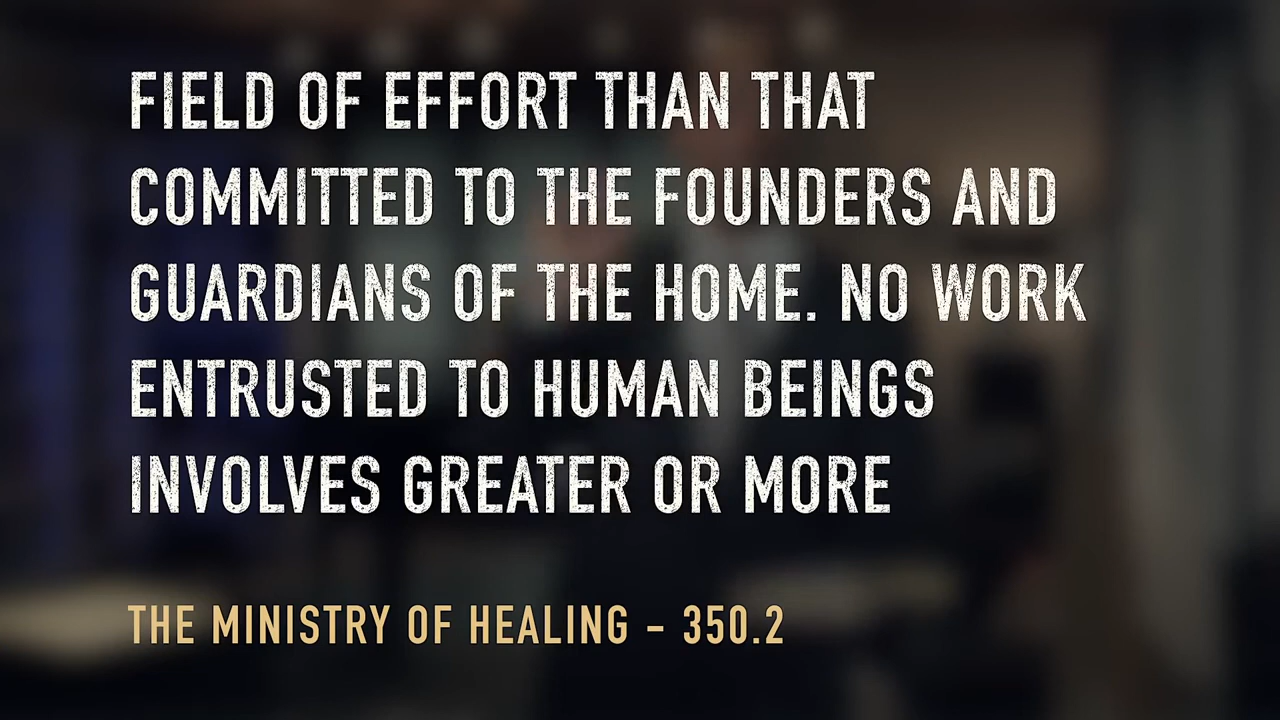 FIELD OF EFFORT THAN THAT
COMMITTED TO THE FOUNDERS AND
GUARDIANS OF THE HOME. NO WORK
ENTRUSTED TO HUMAN BEINGS
INVOLVES GREATER OR MORE
THE MINISTRY OF HEALING - 350.2